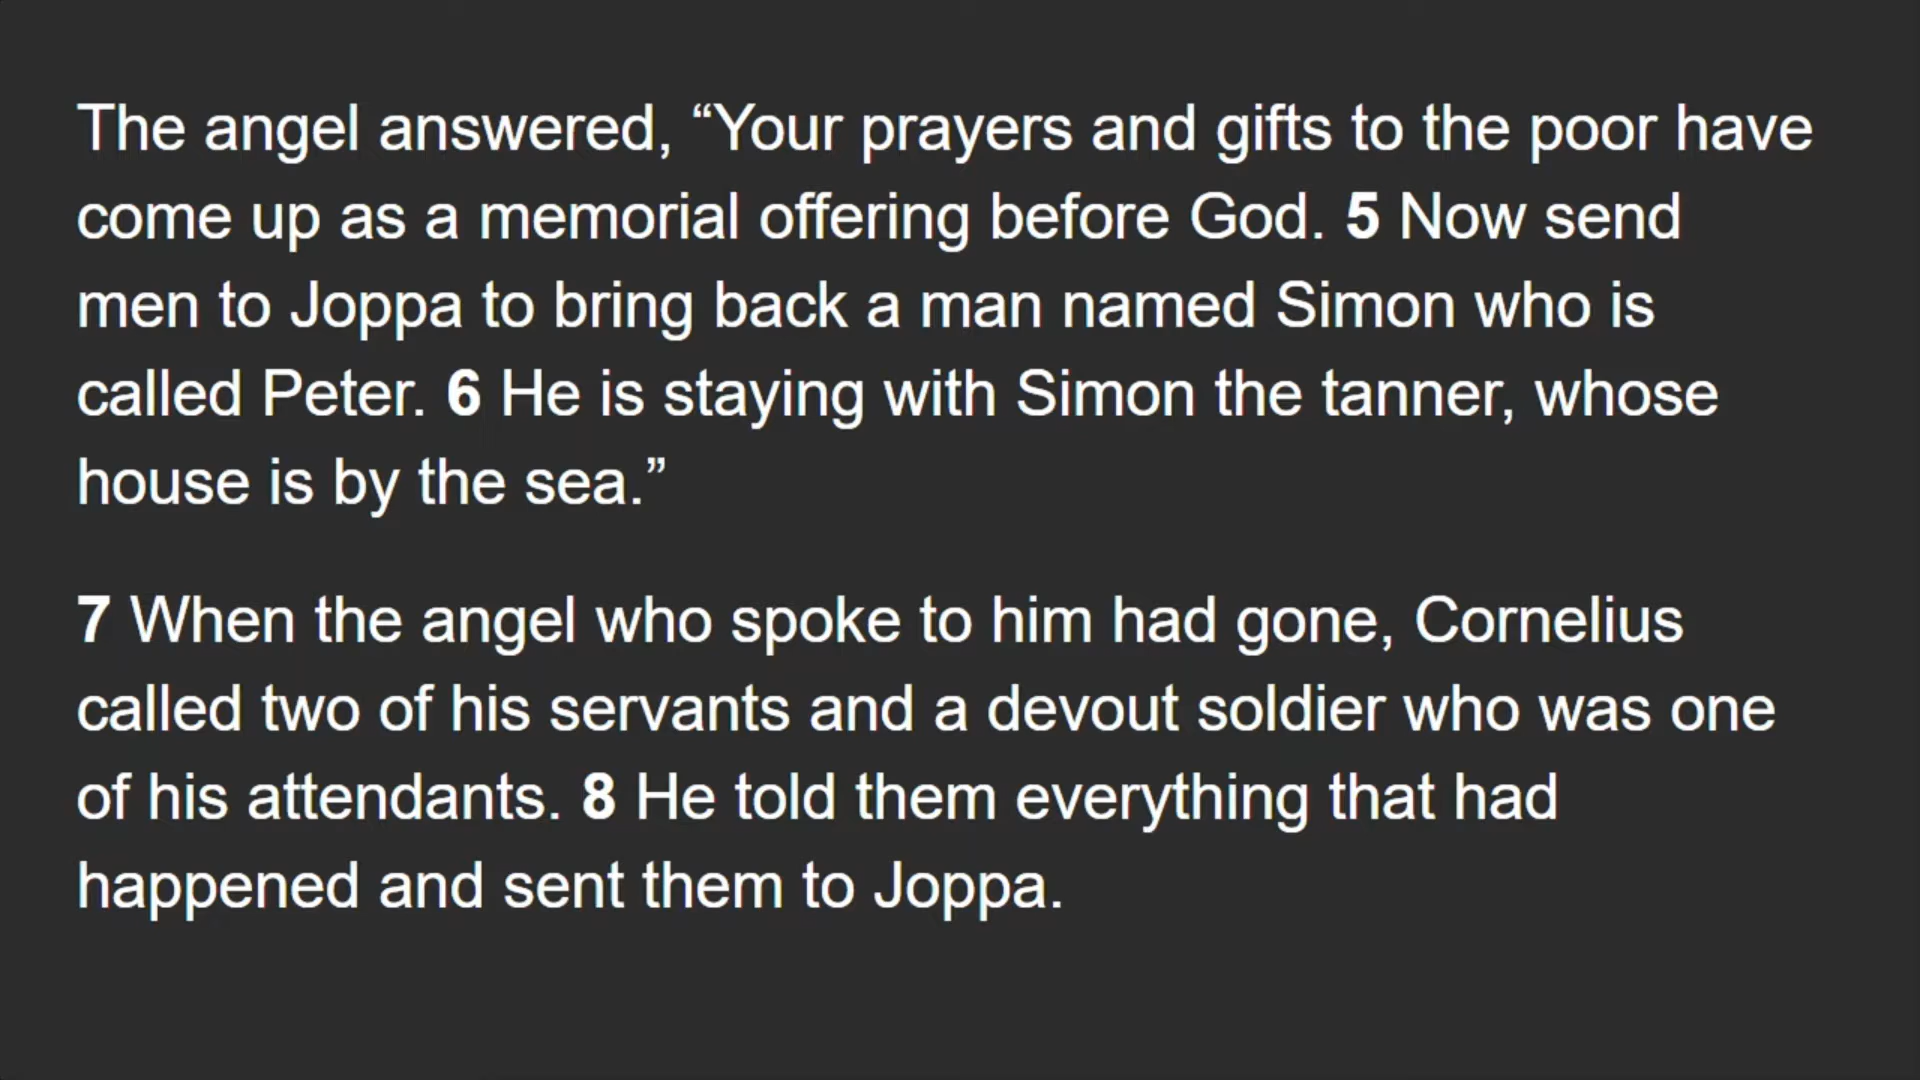 The angel answered, “Your prayers and gifts to the poor have
come up as a memorial offering before God. 5 Now send
men to Joppa to bring back a man named Simon who is
called Peter. 6 He is staying with Simon the tanner, whose
house is by the sea.”
7 When the angel who spoke to him had gone, Cornelius
called two of his servants and a devout soldier who was one
of his attendants. 8 He told them everything that had
happened and sent them to Joppa.